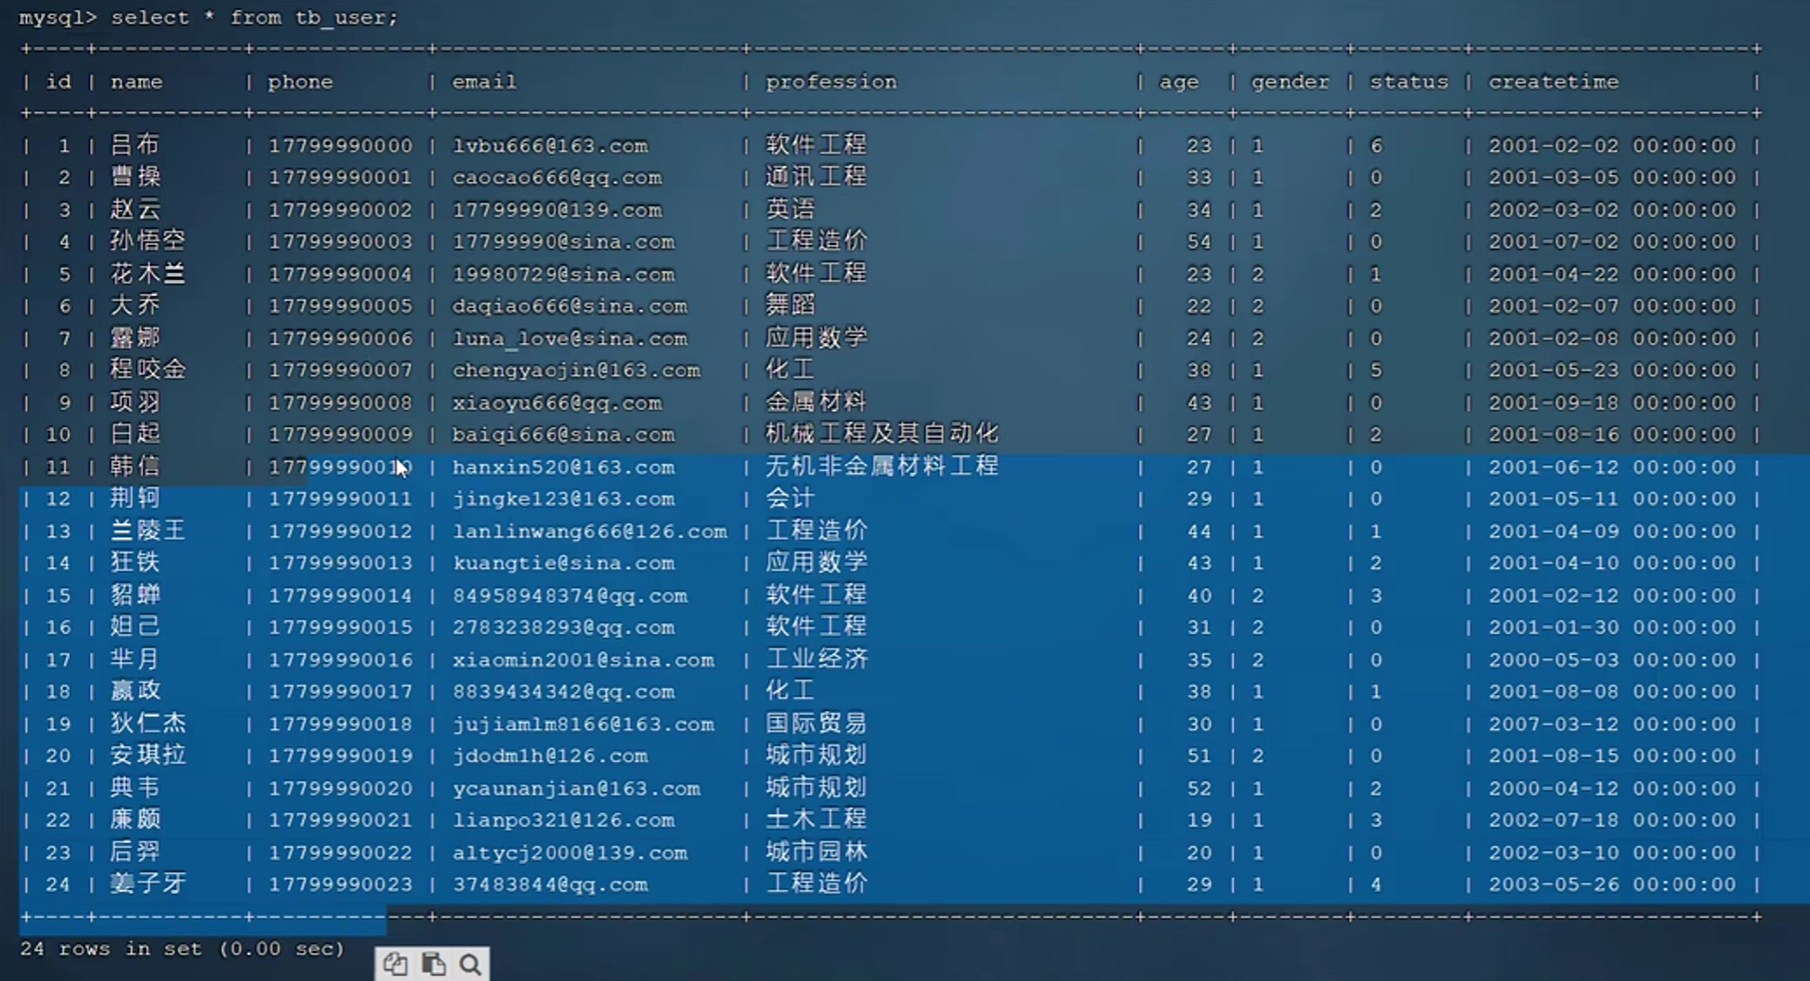 mysql> select * from tb_user;
+----+-----------+-------------+-----------------------+-----------------------------+------+--------+--------+---------------------+
| id | name | phone | email | profession | age | gender | status | createtime |
+----+-----------+-------------+-----------------------+-----------------------------+------+--------+--------+---------------------+
| 1 | 吕布 | 17799990000 | lvbu666@163.com | 软件工程 | 23 | 1 | 6 | 2001-02-02 00:00:00 |
| 2 | 曹操 | 17799990001 | caocao666@qq.com | 通讯工程 | 33 | 1 | 0 | 2001-03-05 00:00:00 |
| 3 | 赵云 | 17799990002 | 17799990@139.com | 英语 | 34 | 1 | 2 | 2002-03-02 00:00:00 |
| 4 | 孙悟空 | 17799990003 | 17799990@sina.com | 工程造价 | 54 | 1 | 0 | 2001-07-02 00:00:00 |
| 5 | 花木兰 | 17799990004 | 19980729@sina.com | 软件工程 | 23 | 2 | 1 | 2001-04-22 00:00:00 |
| 6 | 大乔 | 17799990005 | daqiao666@sina.com | 舞蹈 | 22 | 2 | 0 | 2001-02-07 00:00:00 |
| 7 | 露娜 | 17799990006 | luna_love@sina.com | 应用数学 | 24 | 2 | 0 | 2001-02-08 00:00:00 |
| 8 | 程咬金 | 17799990007 | chengyaojin@163.com | 化工 | 38 | 1 | 5 | 2001-05-23 00:00:00 |
| 9 | 项羽 | 17799990008 | xiaoyu666@qq.com | 金属材料 | 43 | 1 | 0 | 2001-09-18 00:00:00 |
| 10 | 白起 | 17799990009 | baiqi666@sina.com | 机械工程及其自动化 | 27 | 1 | 2 | 2001-08-16 00:00:00 |
| 11 | 韩信 | 17799990010 | hanxin520@163.com | 无机非金属材料工程 | 27 | 1 | 0 | 2001-06-12 00:00:00 |
| 12 | 荆轲 | 17799990011 | jingke123@163.com | 会计 | 29 | 1 | 0 | 2001-05-11 00:00:00 |
| 13 | 兰陵王 | 17799990012 | lanlinwang666@126.com | 工程造价 | 44 | 1 | 1 | 2001-04-09 00:00:00 |
| 14 | 狂铁 | 17799990013 | kuangtie@sina.com | 应用数学 | 43 | 1 | 2 | 2001-04-10 00:00:00 |
| 15 | 貂蝉 | 17799990014 | 84958948374@qq.com | 软件工程 | 40 | 2 | 3 | 2001-02-12 00:00:00 |
| 16 | 妲己 | 17799990015 | 2783238293@qq.com | 软件工程 | 31 | 2 | 0 | 2001-01-30 00:00:00 |
| 17 | 芈月 | 17799990016 | xiaomin2001@sina.com | 工业经济 | 35 | 2 | 0 | 2000-05-03 00:00:00 |
| 18 | 嬴政 | 17799990017 | 8839434342@qq.com | 化工 | 38 | 1 | 1 | 2001-08-08 00:00:00 |
| 19 | 狄仁杰 | 17799990018 | jujiamlm8166@163.com | 国际贸易 | 30 | 1 | 0 | 2007-03-12 00:00:00 |
| 20 | 安琪拉 | 17799990019 | jdodm1h@126.com | 城市规划 | 51 | 2 | 0 | 2001-08-15 00:00:00 |
| 21 | 典韦 | 17799990020 | ycaunanjian@163.com | 城市规划 | 52 | 1 | 2 | 2000-04-12 00:00:00 |
| 22 | 廉颇 | 17799990021 | lianpo321@126.com | 土木工程 | 19 | 1 | 3 | 2002-07-18 00:00:00 |
| 23 | 后羿 | 17799990022 | altycj2000@139.com | 城市园林 | 20 | 1 | 0 | 2002-03-10 00:00:00 |
| 24 | 姜子牙 | 17799990023 | 37483844@qq.com | 工程造价 | 29 | 1 | 4 | 2003-05-26 00:00:00 |
+----+-----------+-------------+-----------------------+-----------------------------+------+--------+--------+---------------------+
24 rows in set (0.00 sec)